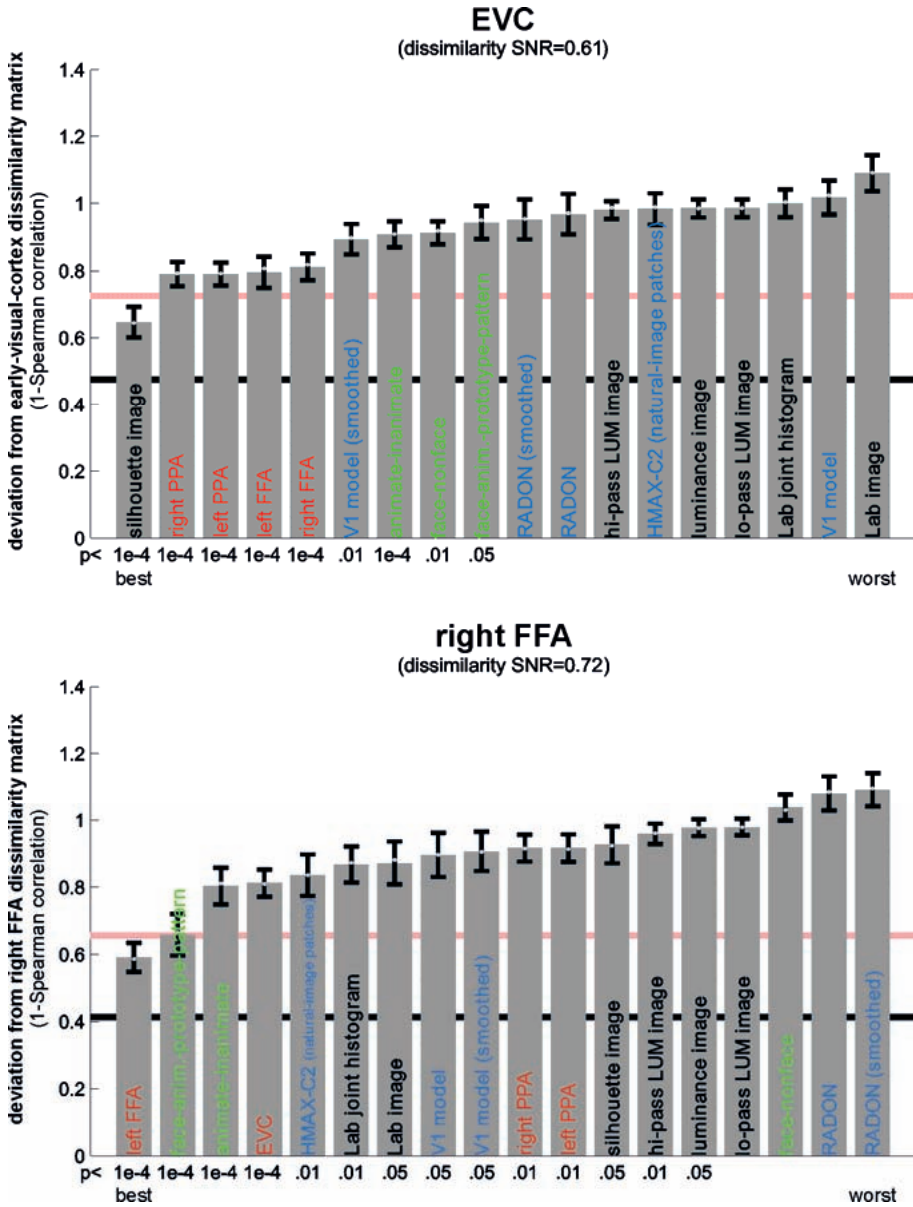 EVC
(dissimilarity SNR=0.61)
deviation from early-visual-cortex dissimilarity matrix
(1-Spearman correlation)
1.4
1.2
1
0.8
0.6
0.4
0.2
0
silhouette image
right PPA
left PPA
left FFA
right FFA
V1 model (smoothed)
animate-inanimate
face-nonface
face-anim.-prototype-pattern
RADON (smoothed)
RADON
hi-pass LUM image
HMAX-C2 (natural-image patches)
luminance image
lo-pass LUM image
Lab joint histogram
V1 model
Lab image
p< 1e-4 1e-4 1e-4 1e-4 1e-4 .01 1e-4 .01 .05
best worst
right FFA
(dissimilarity SNR=0.72)
deviation from right FFA dissimilarity matrix
(1-Spearman correlation)
1.4
1.2
1
0.8
0.6
0.4
0.2
0
left FFA
face-anim.-prototype-pattern
animate-inanimate
EVC
HMAX-C2 (natural-image patches)
Lab joint histogram
Lab image
V1 model
V1 model (smoothed)
right PPA
left PPA
silhouette image
hi-pass LUM image
luminance image
lo-pass LUM image
face-nonface
RADON
RADON (smoothed)
p< 1e-4 1e-4 1e-4 1e-4 .01 .01 .05 .05 .05 .01 .01 .05 .01 .05
best worst